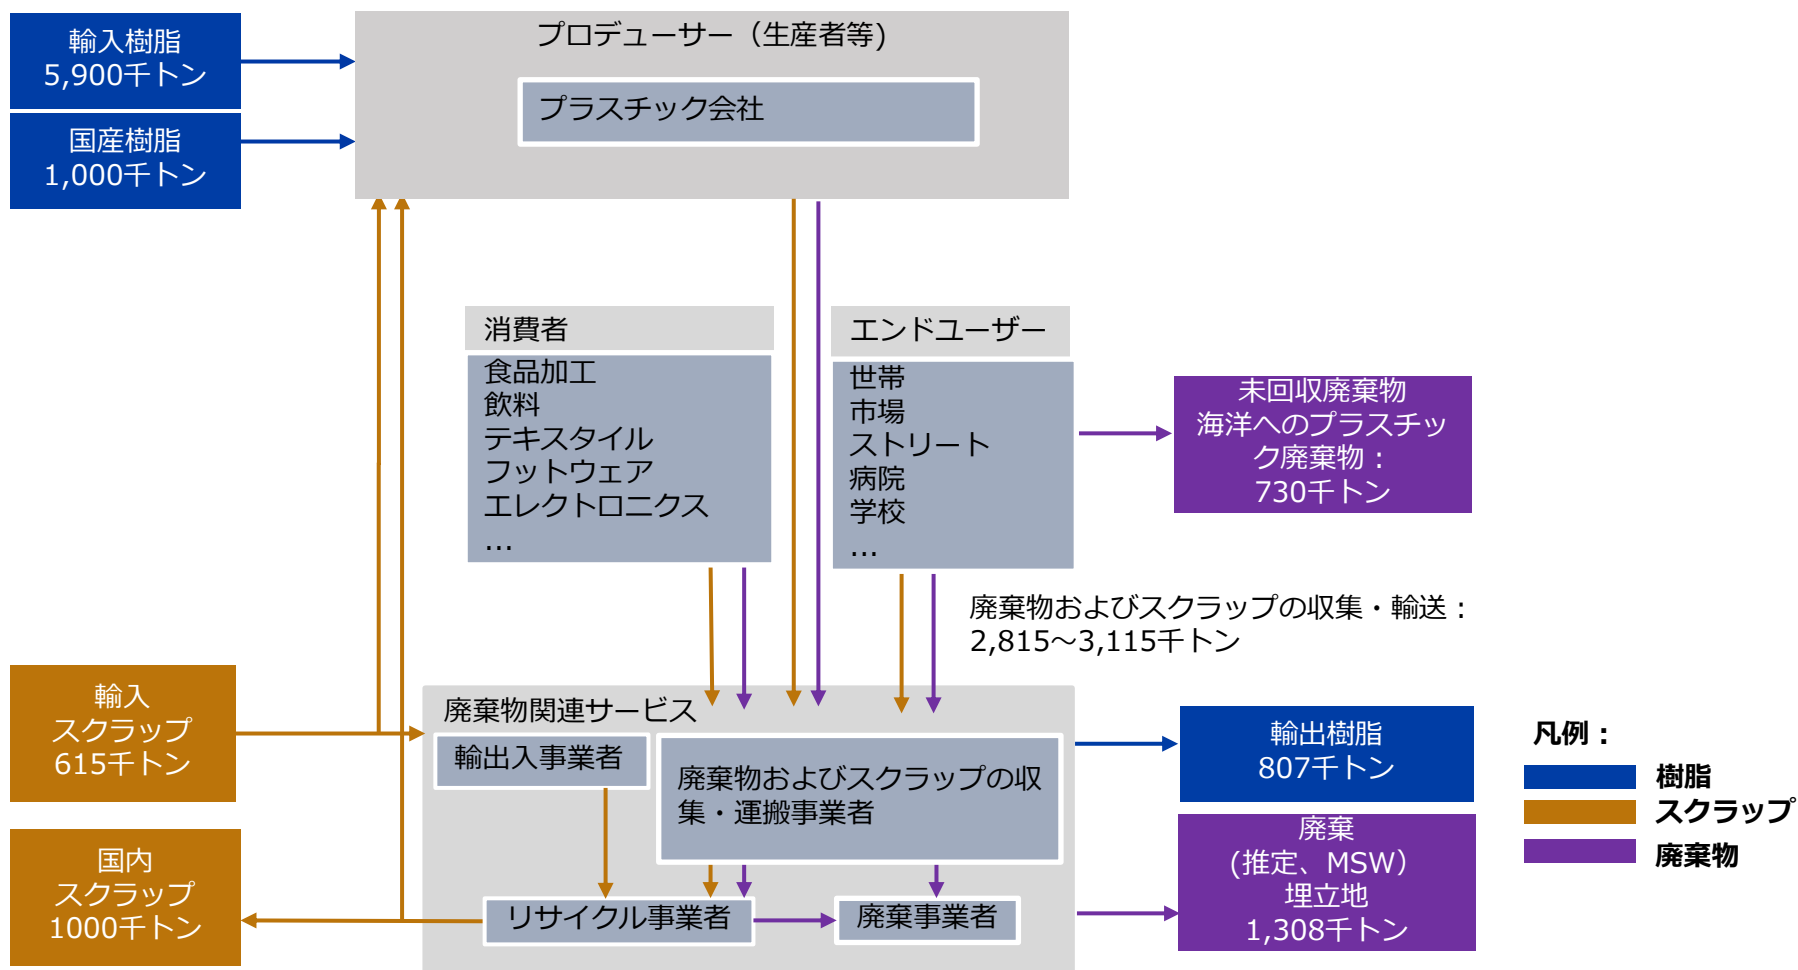 輸入樹脂
5,900千トン
国産樹脂
1,000千トン
プロデューサー（生産者等)
プラスチック会社
消費者
食品加工
飲料
テキスタイル
フットウェア
エレクトロニクス
…
エンドユーザー
世帯
市場
ストリート
病院
学校
…
未回収廃棄物
海洋へのプラスチッ
ク廃棄物：
730千トン
廃棄物およびスクラップの収集・輸送：
2,815～3,115千トン
輸入
スクラップ
615千トン
国内
スクラップ
1000千トン
廃棄物関連サービス
輸出入事業者
廃棄物およびスクラップの収
集・運搬事業者
リサイクル事業者
廃棄事業者
輸出樹脂
807千トン
廃棄
(推定、MSW）
埋立地
1,308千トン
凡例：
樹脂
スクラップ
廃棄物